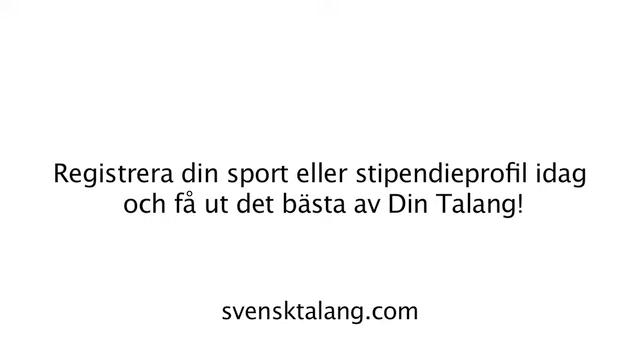 Registrera din sport eller stipendieprofil idag
och få ut det bästa av Din Talang!
svensktalang.com